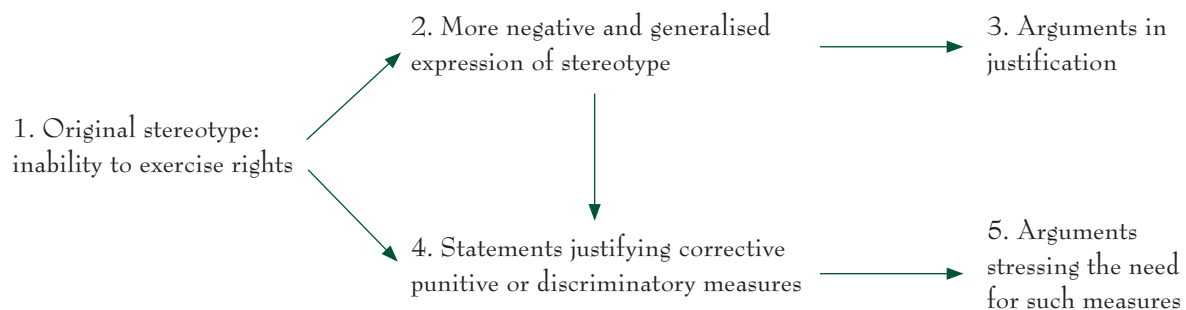 1. Original stereotype:
inability to exercise rights
2. More negative and generalised
expression of stereotype
3. Arguments in
justification
4. Statements justifying corrective
punitive or discriminatory measures
5. Arguments
stressing the need
for such measures